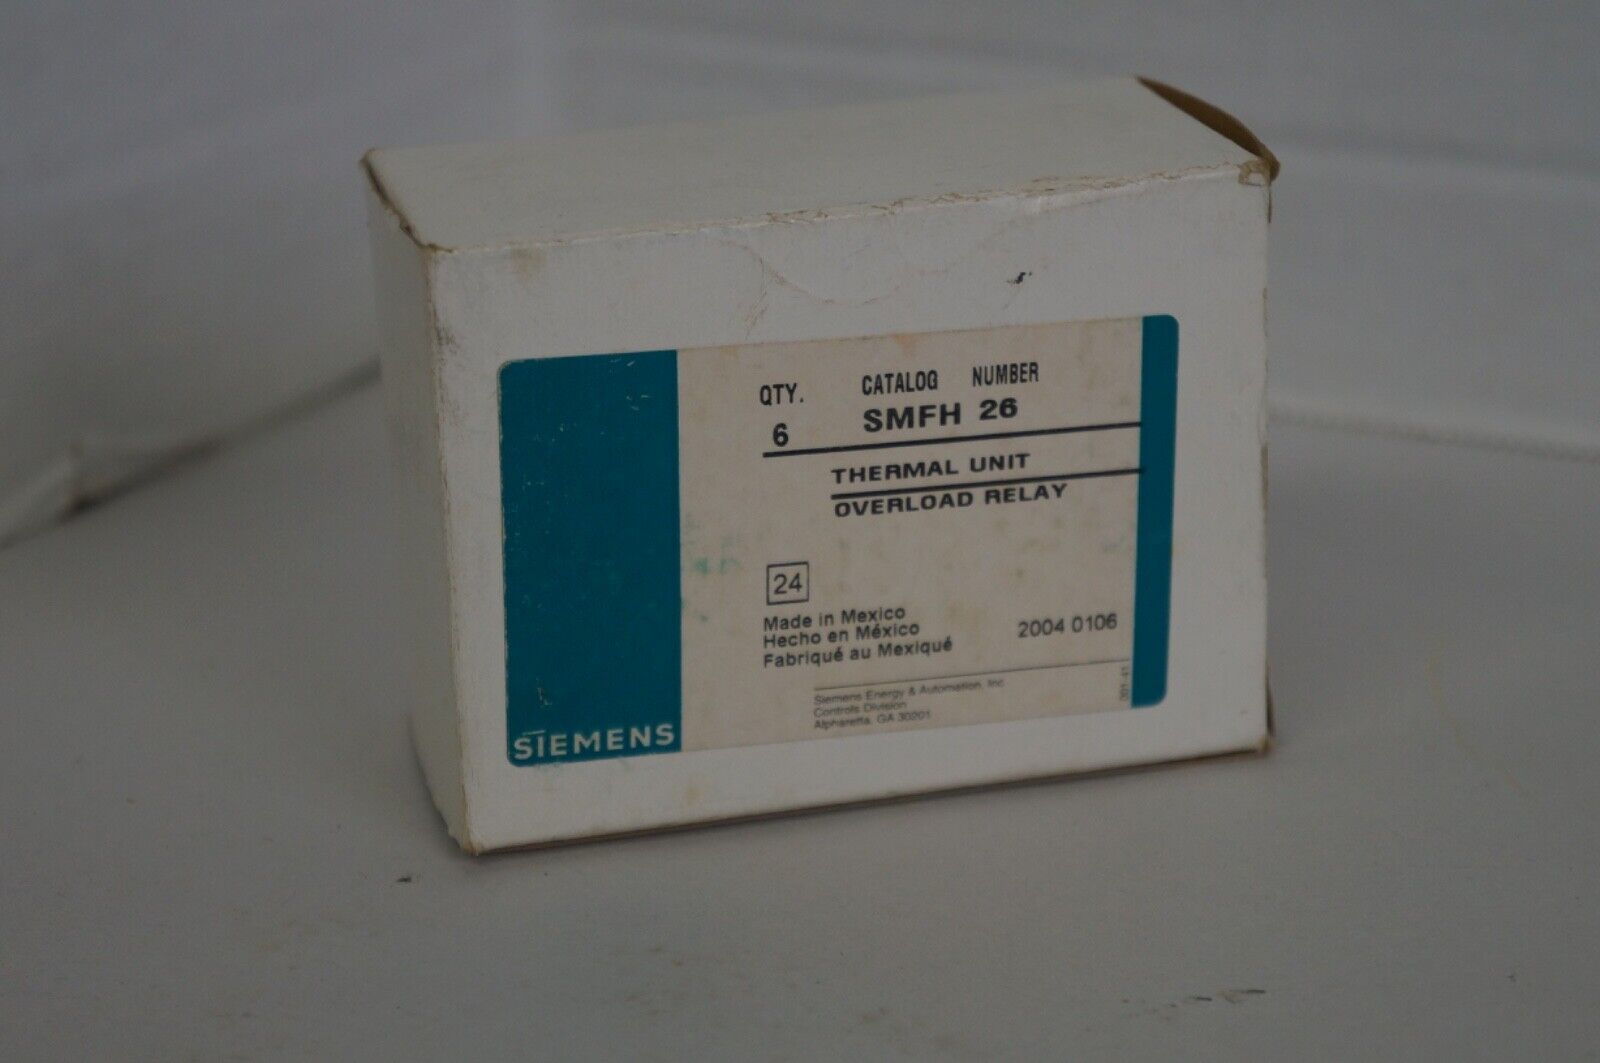 QTY. CATALOG NUMBER
6 SMFH 26
THERMAL UNIT
OVERLOAD RELAY
24
Made in Mexico
Hecho en México
Fabriqué au Mexiqué
2004 0106
Siemens Energy & Automation, Inc.
Controls Division
Alpharetta, GA 30201
SIEMENS